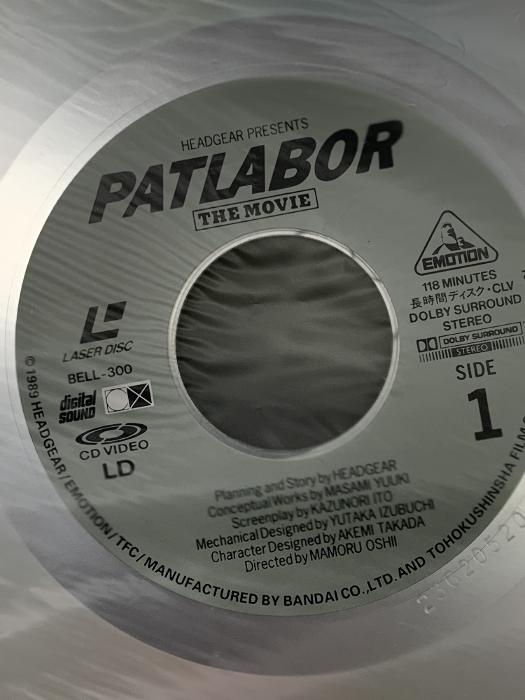 HEADGEAR PRESENTS
PATLABOR
THE MOVIE
EMOTION
118 MINUTES
長時間ディスク・CLV
DOLBY SURROUND
STEREO
DOLBY SURROUND
STEREO
SIDE
1
LASER DISC
BELL-300
digital
SOUND
CD VIDEO
LD
Planning and Story by HEADGEAR
Conceptual Works by MASAMI YUUKI
Screenplay by KAZUNORI ITO
Mechanical Designed by YUTAKA IZUBUCHI
Character Designed by AKEMI TAKADA
Directed by MAMORU OSHII
© 1989 HEADGEAR/EMOTION/TFC/MANUFACTURED BY BANDAI CO.,LTD. AND TOHOKUSHINSHA FILM